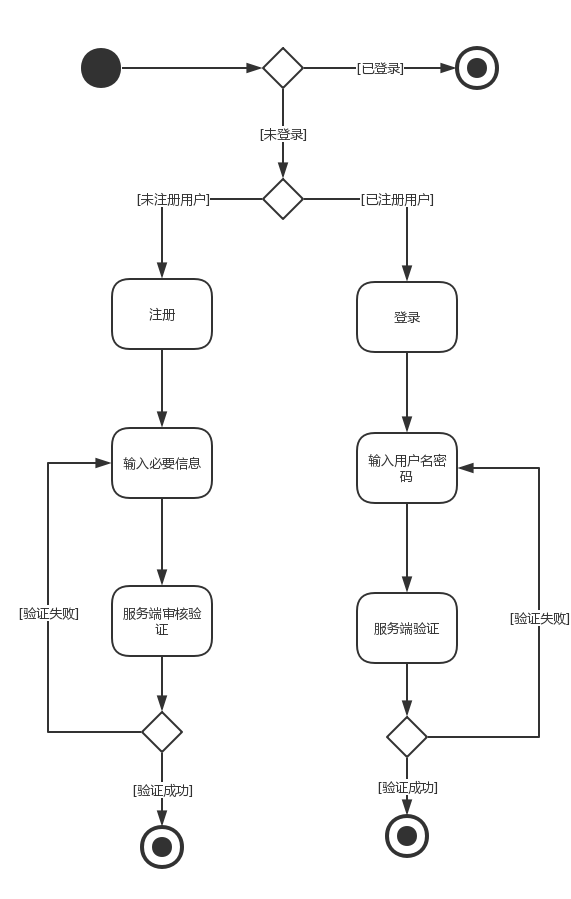 [已登录]
[未登录]
[未注册用户]
[已注册用户]
注册
登录
输入必要信息
输入用户名密
码
服务端审核验
证
服务端验证
[验证失败]
[验证失败]
[验证成功]
[验证成功]